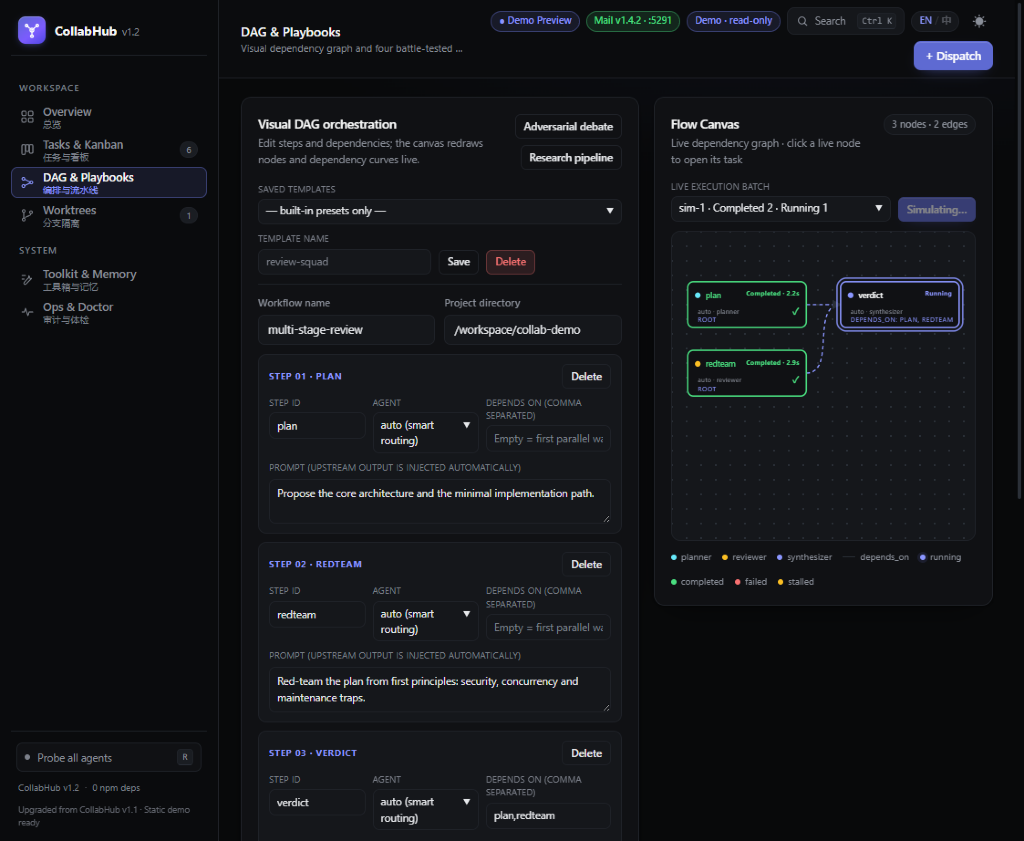 CollabHub v1.2
WORKSPACE
Overview
总览
Tasks & Kanban
任务与看板
6
DAG & Playbooks
编排与流水线
Worktrees
分支隔离
1
SYSTEM
Toolkit & Memory
工具箱与记忆
Ops & Doctor
审计与体检
Probe all agents
R
CollabHub v1.2 · 0 npm deps
Upgraded from CollabHub v1.1 · Static demo
ready
DAG & Playbooks
Visual dependency graph and four battle-tested ...
Demo Preview
Mail v1.4.2 · :5291
Demo · read-only
Search
Ctrl K
EN / 中
+ Dispatch
Visual DAG orchestration
Edit steps and dependencies; the canvas redraws
nodes and dependency curves live.
Adversarial debate
Research pipeline
SAVED TEMPLATES
— built-in presets only —
TEMPLATE NAME
review-squad
Save
Delete
Workflow name
Project directory
multi-stage-review
/workspace/collab-demo
STEP 01 · PLAN
Delete
STEP ID
AGENT
DEPENDS ON (COMMA
SEPARATED)
plan
auto (smart
routing)
Empty = first parallel wa
PROMPT (UPSTREAM OUTPUT IS INJECTED AUTOMATICALLY)
Propose the core architecture and the minimal implementation path.
STEP 02 · REDTEAM
Delete
STEP ID
AGENT
DEPENDS ON (COMMA
SEPARATED)
redteam
auto (smart
routing)
Empty = first parallel wa
PROMPT (UPSTREAM OUTPUT IS INJECTED AUTOMATICALLY)
Red-team the plan from first principles: security, concurrency and
maintenance traps.
STEP 03 · VERDICT
Delete
STEP ID
AGENT
DEPENDS ON (COMMA
SEPARATED)
verdict
auto (smart
routing)
plan,redteam
Flow Canvas
3 nodes · 2 edges
Live dependency graph · click a live node
to open its task
LIVE EXECUTION BATCH
sim-1 · Completed 2 · Running 1
Simulating...
plan
Completed · 2.2s
auto · planner
ROOT
verdict
Running
auto · synthesizer
DEPENDS_ON: PLAN, REDTEAM
redteam
Completed · 2.9s
auto · reviewer
ROOT
planner
reviewer
synthesizer
depends_on
running
completed
failed
stalled